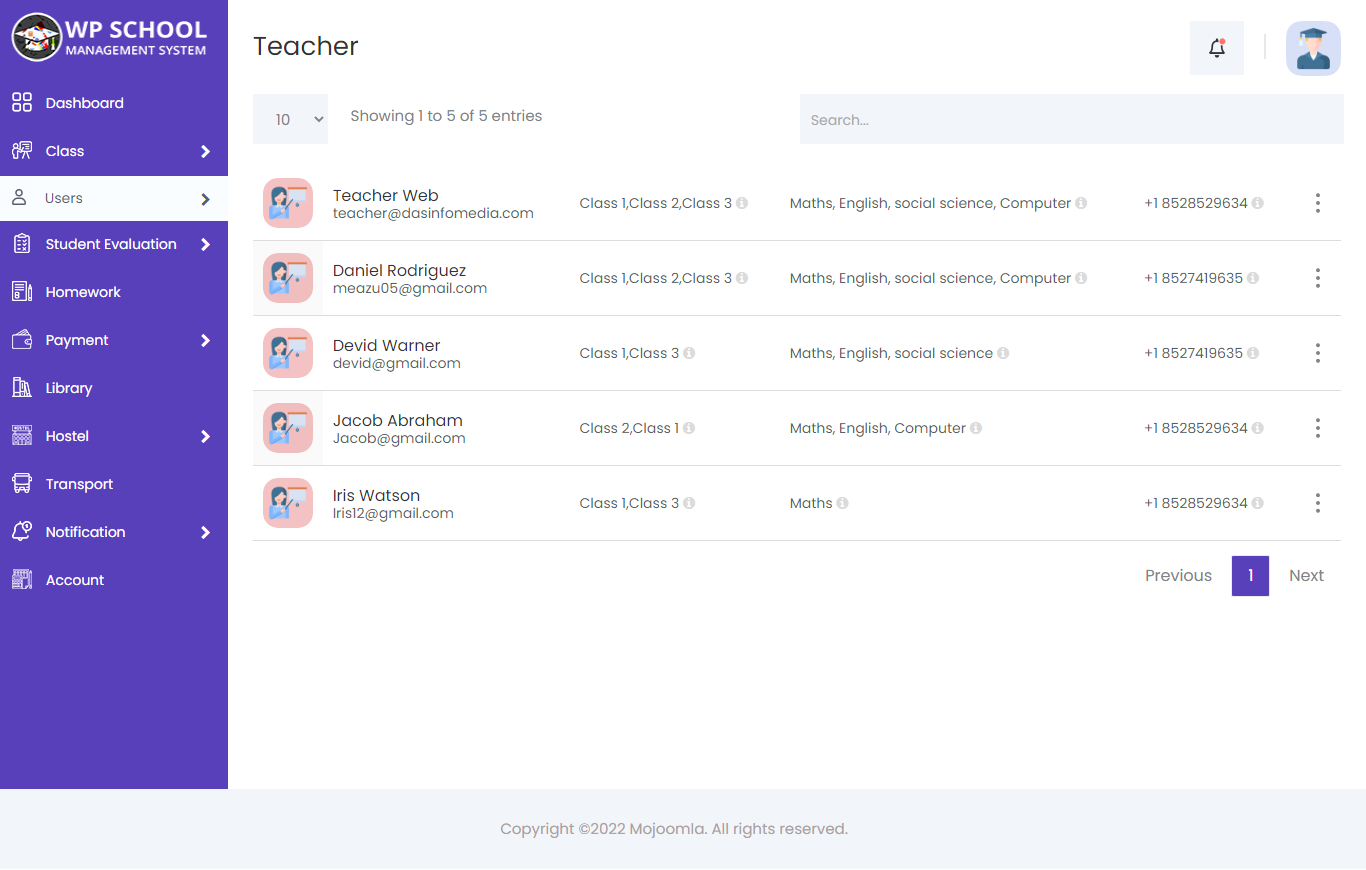 WP SCHOOL
MANAGEMENT SYSTEM
Dashboard
Class
Users
Student Evaluation
Homework
Payment
Library
HOSTEL
Hostel
Transport
Notification
Account
Teacher
10
Showing 1 to 5 of 5 entries
Search...
Teacher Web
teacher@dasinfomedia.com
Class 1,Class 2,Class 3
Maths, English, social science, Computer
+1 8528529634
Daniel Rodriguez
meazu05@gmail.com
Class 1,Class 2,Class 3
Maths, English, social science, Computer
+1 8527419635
Devid Warner
devid@gmail.com
Class 1,Class 3
Maths, English, social science
+1 8527419635
Jacob Abraham
Jacob@gmail.com
Class 2,Class 1
Maths, English, Computer
+1 8528529634
Iris Watson
Iris12@gmail.com
Class 1,Class 3
Maths
+1 8528529634
Previous
1
Next
Copyright ©2022 Mojoomla. All rights reserved.